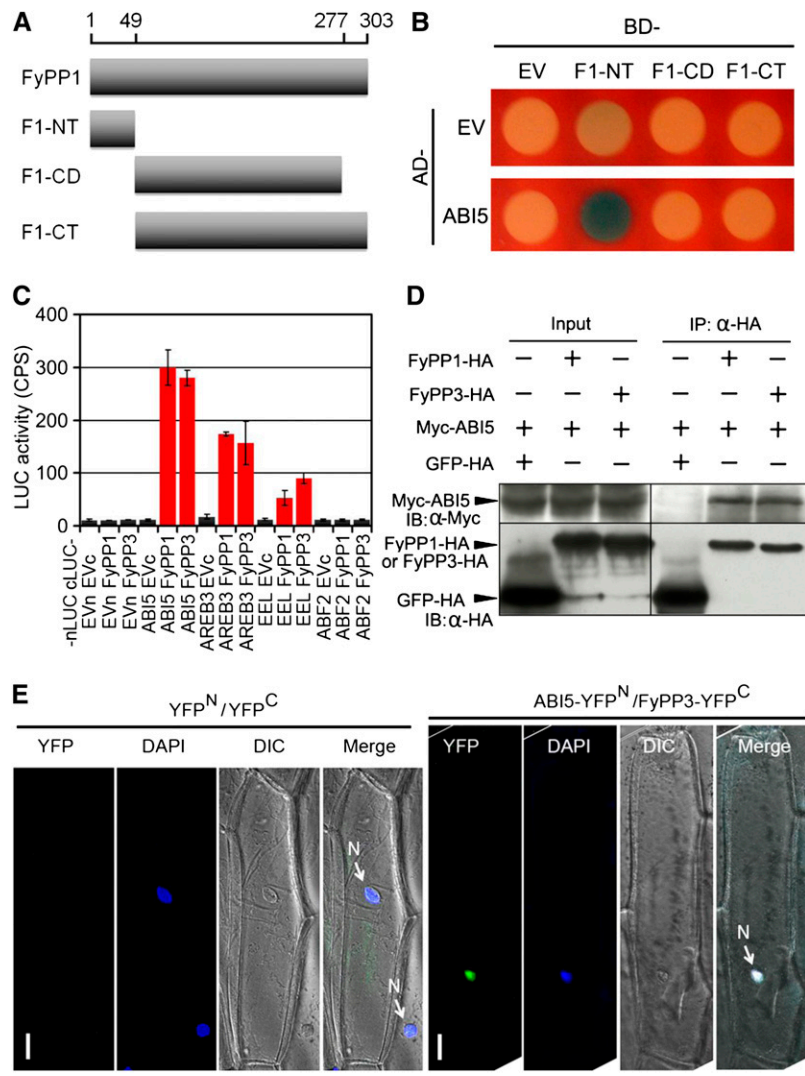 A
1 49 277 303
FyPP1
F1-NT
F1-CD
F1-CT
B
BD-
EV F1-NT F1-CD F1-CT
AD-
EV
ABI5
C
LUC activity (CPS)
400
300
200
100
0
-nLUC cLUC-
EVn EVc
EVn FyPP1
EVn FyPP3
ABI5 EVc
ABI5 FyPP1
ABI5 FyPP3
AREB3 EVc
AREB3 FyPP1
AREB3 FyPP3
EEL EVc
EEL FyPP1
EEL FyPP3
ABF2 EVc
ABF2 FyPP1
ABF2 FyPP3
D
Input IP: α-HA
FyPP1-HA − + − − + −
FyPP3-HA − − + − − +
Myc-ABI5 + + + + + +
GFP-HA + − − + − −
Myc-ABI5
IB:α-Myc
FyPP1-HA
or FyPP3-HA
GFP-HA
IB:α-HA
E
YFPᴺ/YFPᶜ
YFP DAPI DIC Merge
N
N
ABI5-YFPᴺ/FyPP3-YFPᶜ
YFP DAPI DIC Merge
N